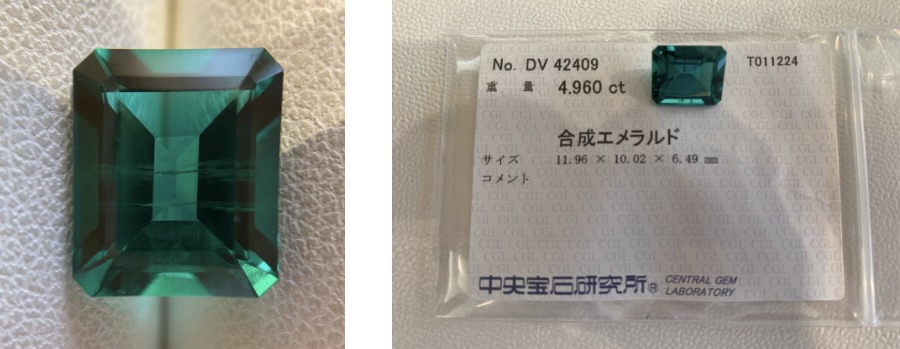 No. DV 42409
T011224
重 量 4.960 ct
合成エメラルド
サイズ 11.96 × 10.02 × 6.49 mm
コメント
中央宝石研究所® CENTRAL GEM
LABORATORY